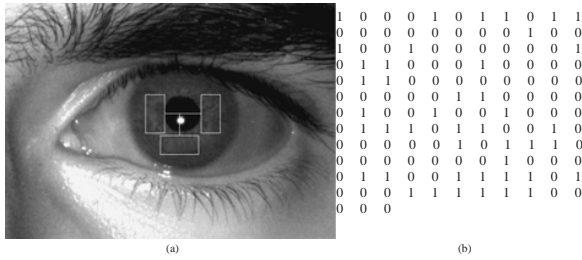 1 0 0 0 1 0 1 1 0 1 1
0 0 0 0 0 0 0 0 1 0 0
1 0 0 1 0 0 0 0 0 0 1
0 1 1 0 0 0 1 0 0 0 0
0 1 1 0 0 0 0 0 0 0 0
0 0 0 0 0 1 1 0 0 0 0
0 1 0 0 1 0 0 1 0 0 0
0 1 1 1 0 1 1 0 0 1 0
0 0 0 0 0 1 0 1 1 1 0
0 0 0 0 0 0 0 1 0 0 0
0 1 1 0 0 1 1 1 1 0 1
0 0 0 1 1 1 1 1 1 0 0
0 0 0
(a) (b)